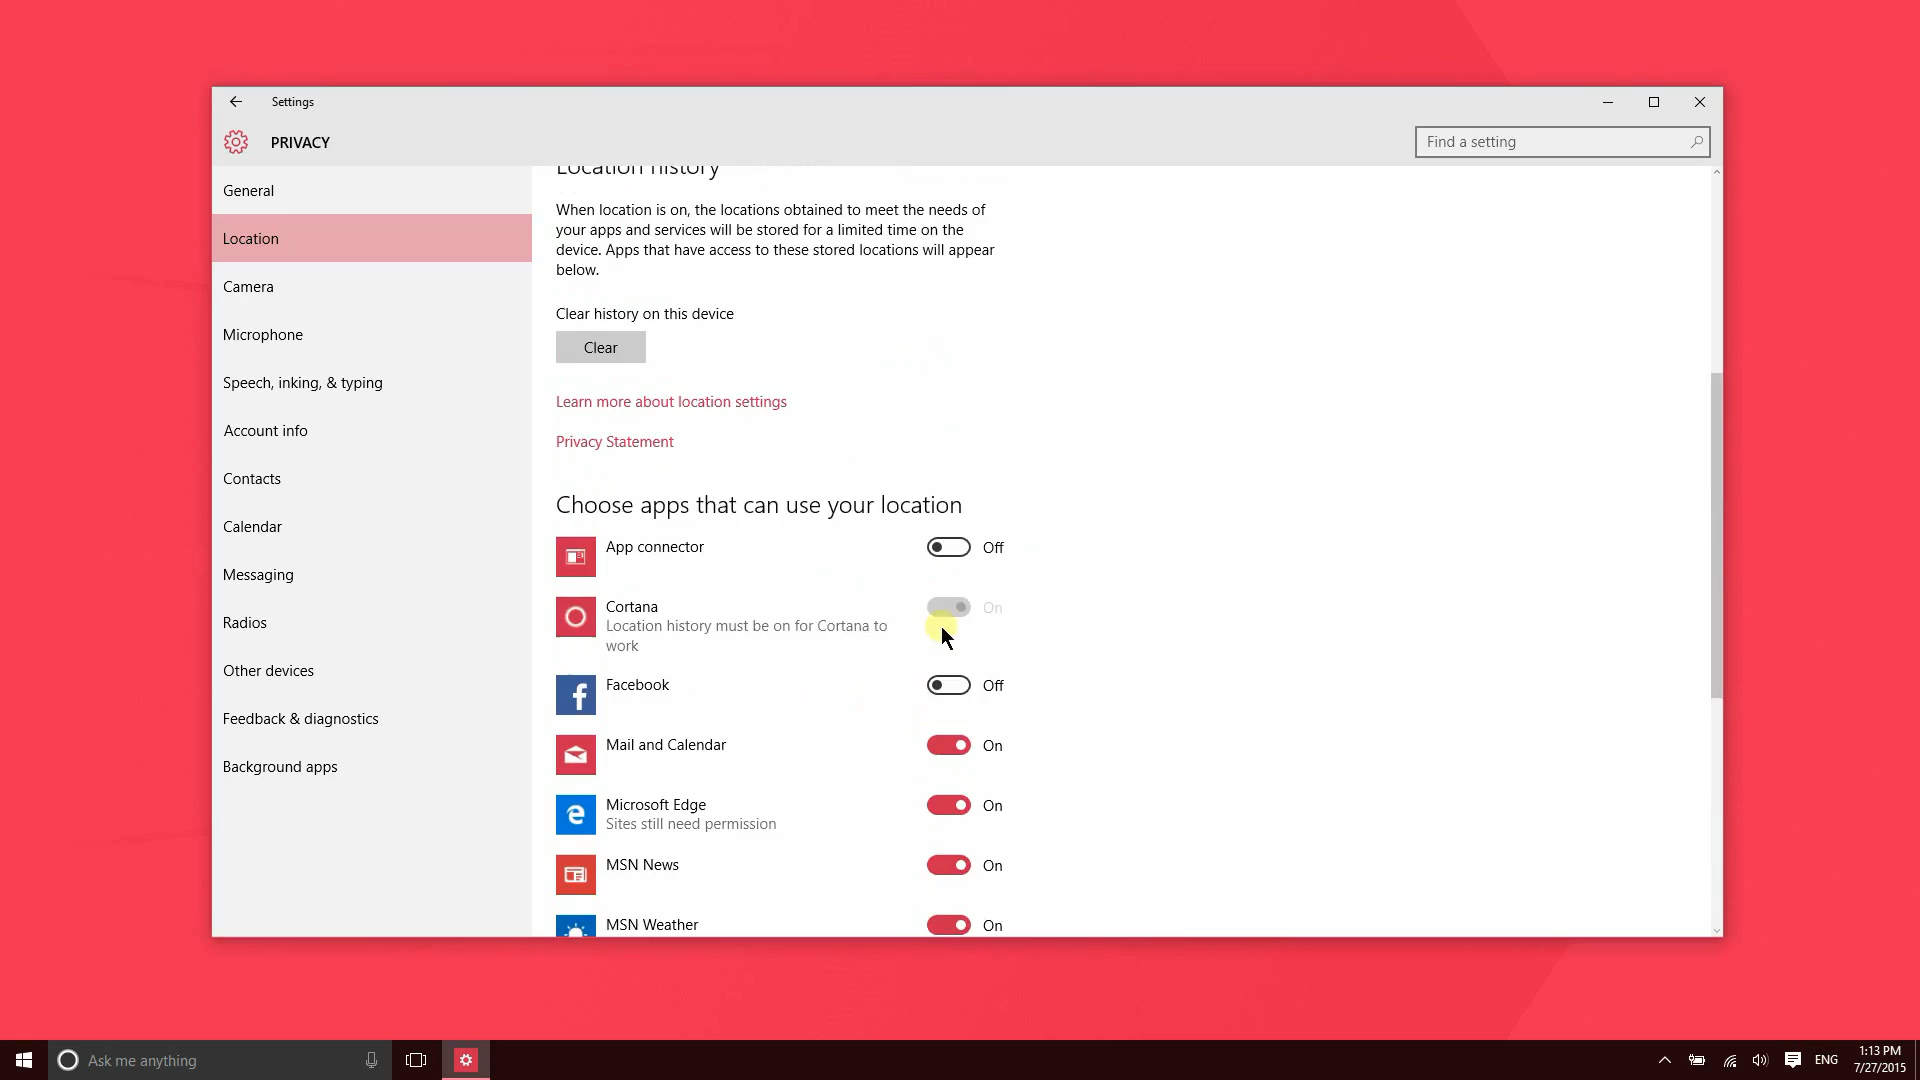 Settings
PRIVACY
Find a setting
General
Location
Camera
Microphone
Speech, inking, & typing
Account info
Contacts
Calendar
Messaging
Radios
Other devices
Feedback & diagnostics
Background apps
Location history
When location is on, the locations obtained to meet the needs of
your apps and services will be stored for a limited time on the
device. Apps that have access to these stored locations will appear
below.
Clear history on this device
Clear
Learn more about location settings
Privacy Statement
Choose apps that can use your location
App connector Off
Cortana On
Location history must be on for Cortana to
work
Facebook Off
Mail and Calendar On
Microsoft Edge On
Sites still need permission
MSN News On
MSN Weather On
Ask me anything
ENG
1:13 PM
7/27/2015